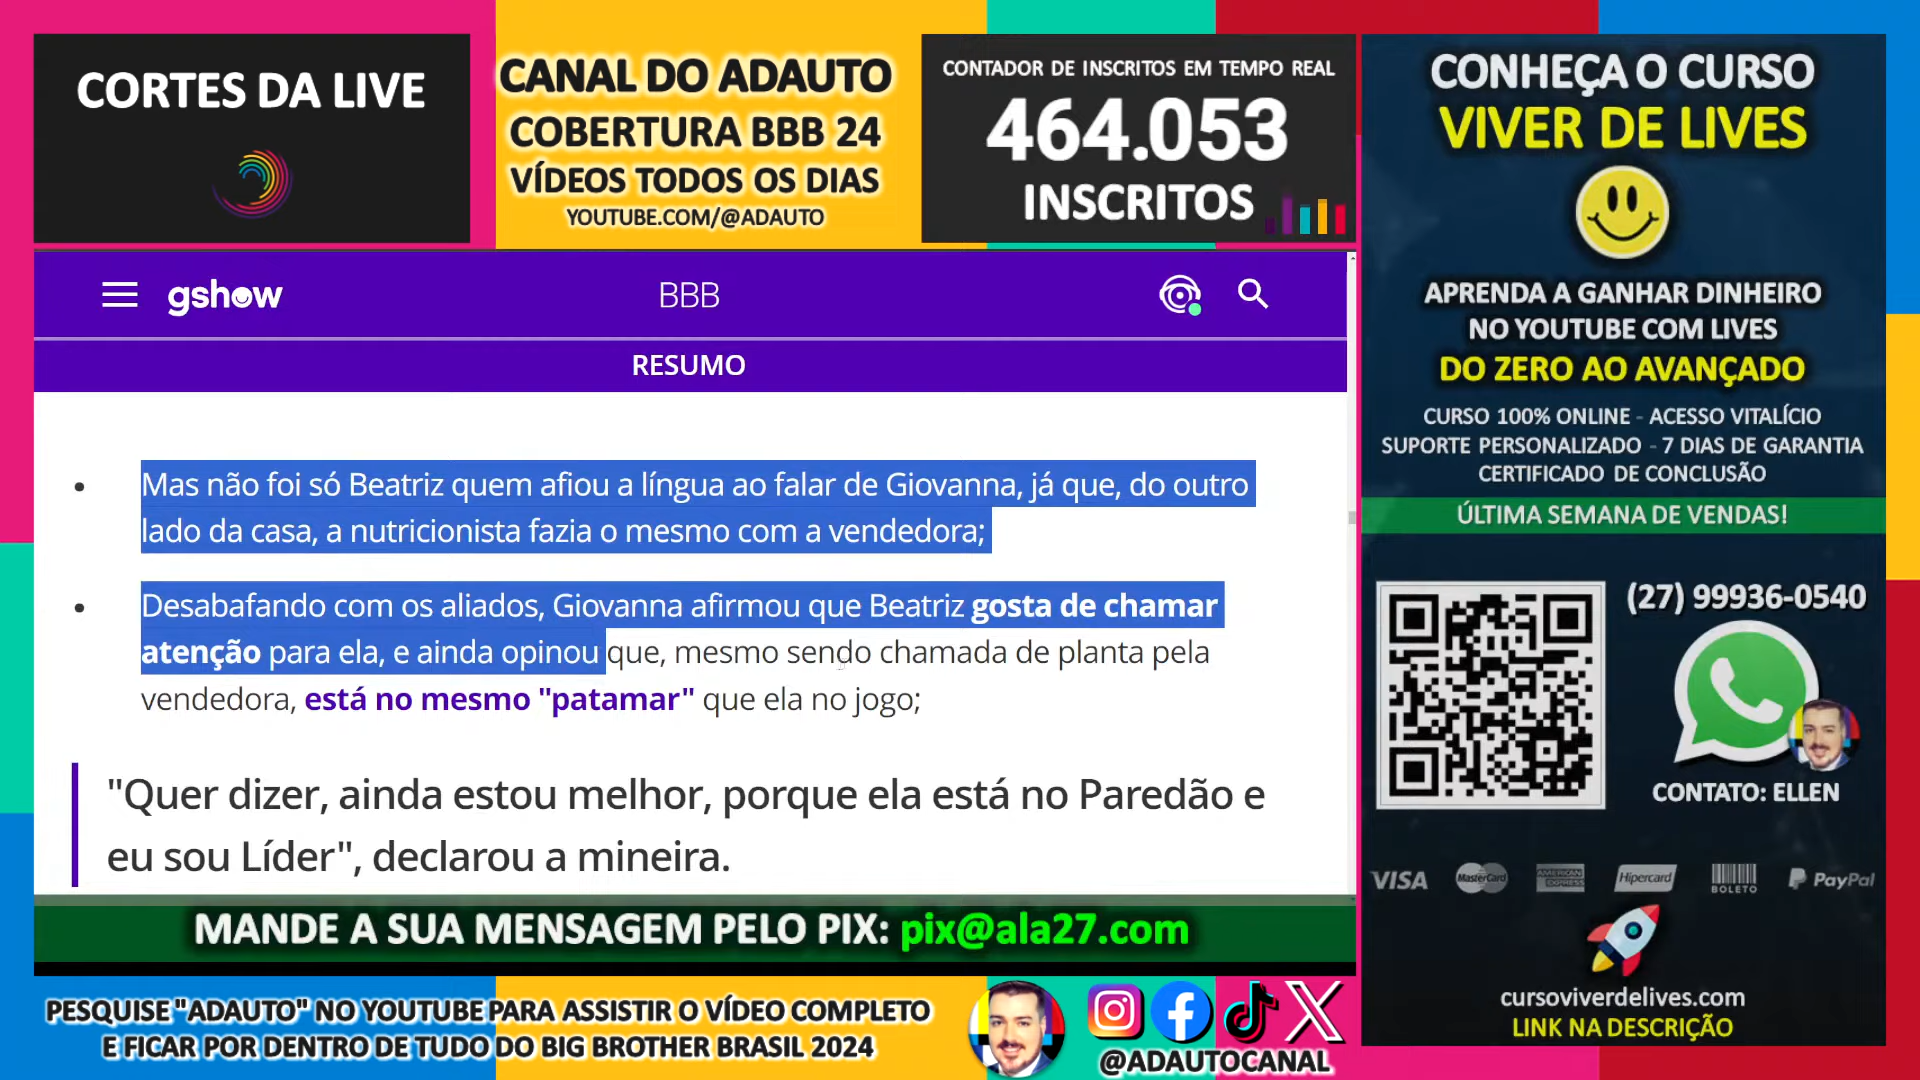 CORTES DA LIVE
CANAL DO ADAUTO
COBERTURA BBB 24
VÍDEOS TODOS OS DIAS
YOUTUBE.COM/@ADAUTO
CONTADOR DE INSCRITOS EM TEMPO REAL
464.053
INSCRITOS
CONHEÇA O CURSO
VIVER DE LIVES
APRENDA A GANHAR DINHEIRO
NO YOUTUBE COM LIVES
DO ZERO AO AVANÇADO
CURSO 100% ONLINE - ACESSO VITALÍCIO
SUPORTE PERSONALIZADO - 7 DIAS DE GARANTIA
CERTIFICADO DE CONCLUSÃO
ÚLTIMA SEMANA DE VENDAS!
(27) 99936-0540
CONTATO: ELLEN
VISA MasterCard AMERICAN EXPRESS Hipercard BOLETO PayPal
cursoviverdelives.com
LINK NA DESCRIÇÃO
gshow
BBB
RESUMO
Mas não foi só Beatriz quem afiou a língua ao falar de Giovanna, já que, do outro
lado da casa, a nutricionista fazia o mesmo com a vendedora;
Desabafando com os aliados, Giovanna afirmou que Beatriz gosta de chamar
atenção para ela, e ainda opinou que, mesmo sendo chamada de planta pela
vendedora, está no mesmo "patamar" que ela no jogo;
"Quer dizer, ainda estou melhor, porque ela está no Paredão e
eu sou Líder", declarou a mineira.
MANDE A SUA MENSAGEM PELO PIX: pix@ala27.com
PESQUISE "ADAUTO" NO YOUTUBE PARA ASSISTIR O VÍDEO COMPLETO
E FICAR POR DENTRO DE TUDO DO BIG BROTHER BRASIL 2024
@ADAUTOCANAL